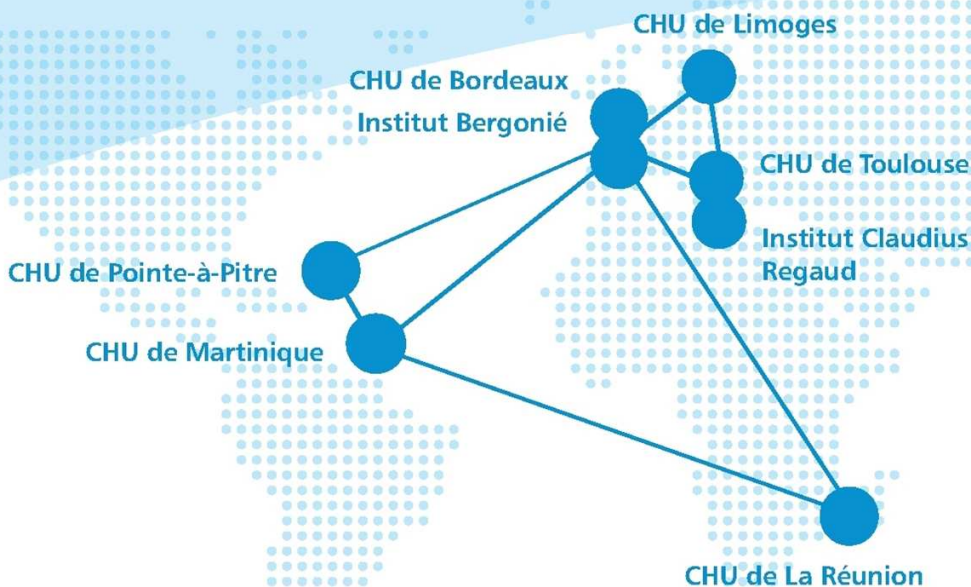 CHU de Limoges
CHU de Bordeaux
Institut Bergonié
CHU de Toulouse
Institut Claudius
Regaud
CHU de Pointe-à-Pitre
CHU de Martinique
CHU de La Réunion